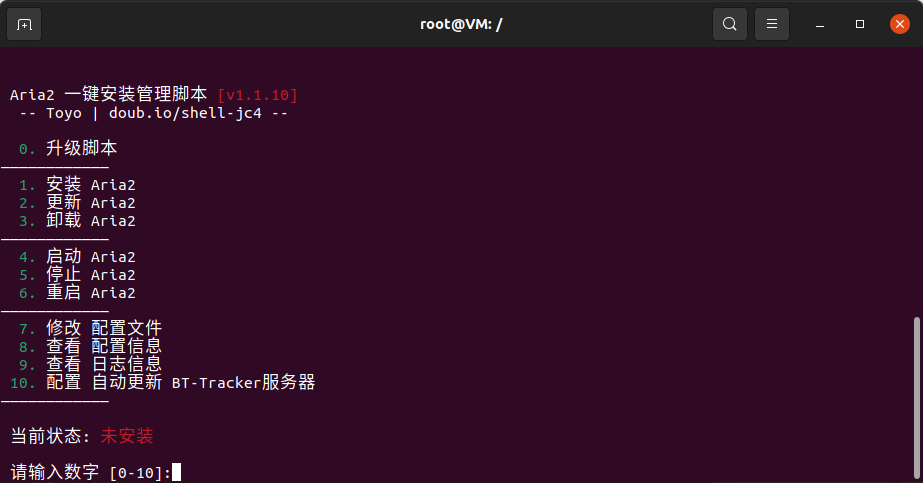 root@VM: /
Aria2 一键安装管理脚本 [v1.1.10]
-- Toyo | doub.io/shell-jc4 --
0. 升级脚本
————————————
1. 安装 Aria2
2. 更新 Aria2
3. 卸载 Aria2
————————————
4. 启动 Aria2
5. 停止 Aria2
6. 重启 Aria2
————————————
7. 修改 配置文件
8. 查看 配置信息
9. 查看 日志信息
10. 配置 自动更新 BT-Tracker服务器
————————————
当前状态: 未安装
请输入数字 [0-10]: